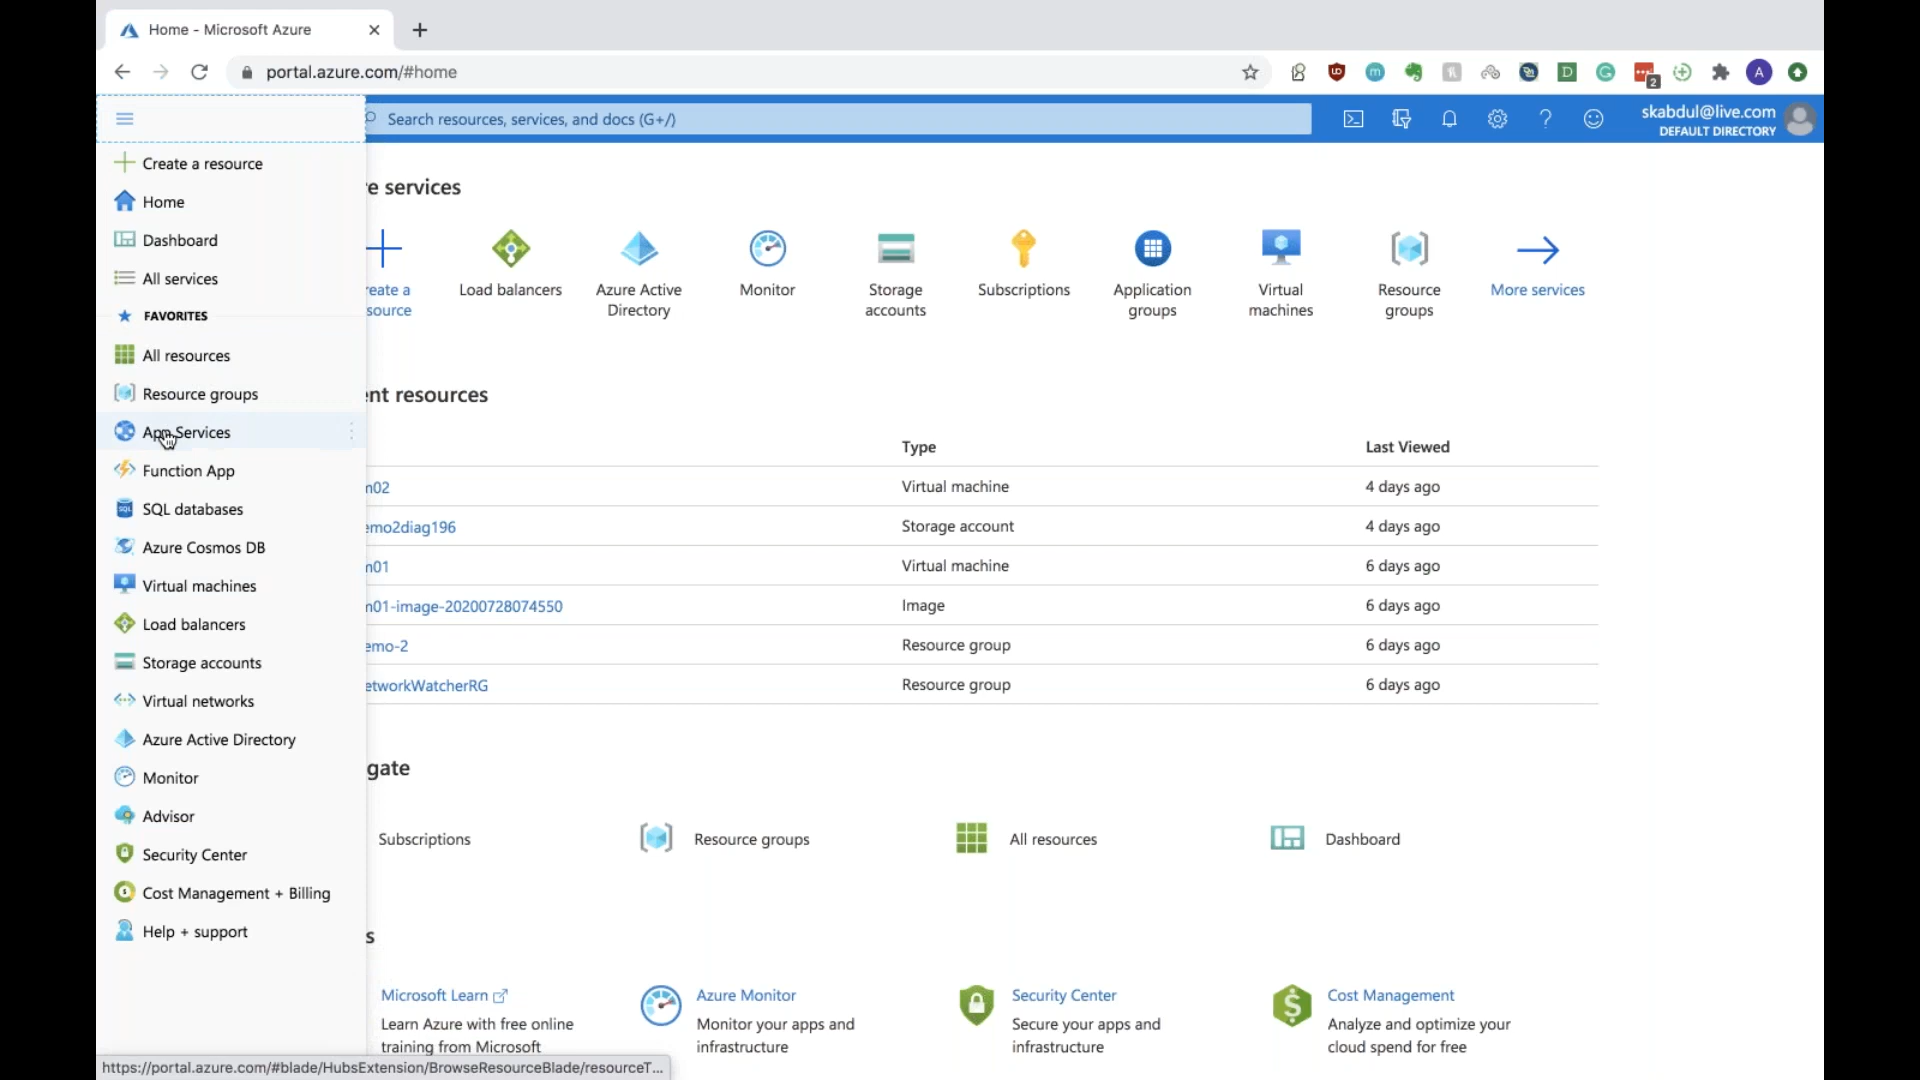 Home - Microsoft Azure
portal.azure.com/#home
2
A
Search resources, services, and docs (G+/)
skabdul@live.com
DEFAULT DIRECTORY
Create a resource
Home
Dashboard
All services
FAVORITES
All resources
Resource groups
App Services
Function App
SQL databases
Azure Cosmos DB
Virtual machines
Load balancers
Storage accounts
Virtual networks
Azure Active Directory
Monitor
Advisor
Security Center
Cost Management + Billing
Help + support
re services
reate a
source
Load balancers
Azure Active
Directory
Monitor
Storage
accounts
Subscriptions
Application
groups
Virtual
machines
Resource
groups
More services
ent resources
Type
Last Viewed
m02
Virtual machine
4 days ago
emo2diag196
Storage account
4 days ago
m01
Virtual machine
6 days ago
m01-image-20200728074550
Image
6 days ago
emo-2
Resource group
6 days ago
etworkWatcherRG
Resource group
6 days ago
gate
Subscriptions
Resource groups
All resources
Dashboard
s
Microsoft Learn
Learn Azure with free online
training from Microsoft
Azure Monitor
Monitor your apps and
infrastructure
Security Center
Secure your apps and
infrastructure
Cost Management
Analyze and optimize your
cloud spend for free
https://portal.azure.com/#blade/HubsExtension/BrowseResourceBlade/resourceT...